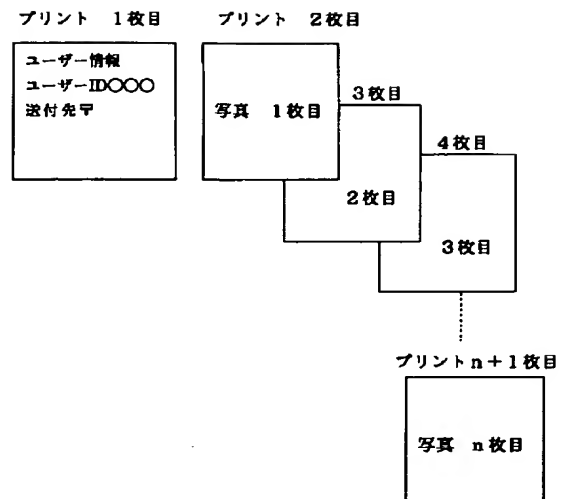 プリント 1枚目
ユーザー情報
ユーザーID〇〇〇
送付先〒
プリント 2枚目
写真 1枚目
3枚目
2枚目
4枚目
3枚目
プリントn+1枚目
写真 n枚目